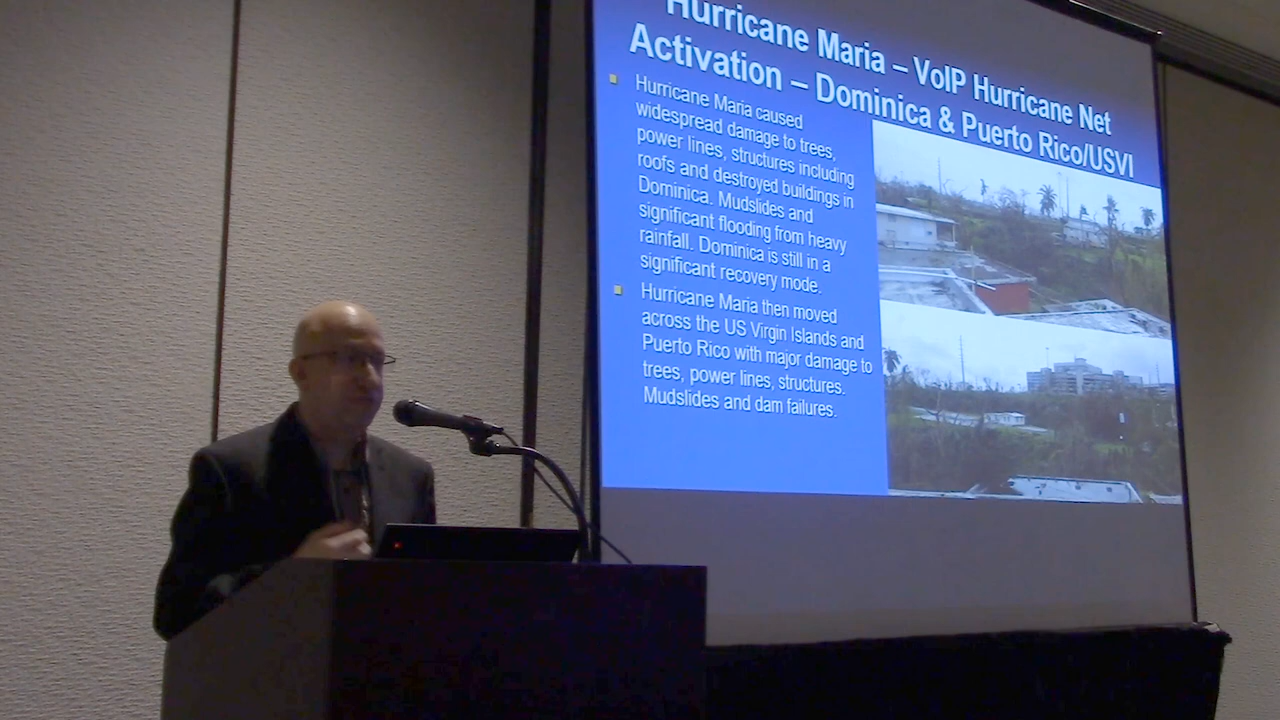 Hurricane Maria – VoIP Hurricane Net
Activation – Dominica & Puerto Rico/USVI
Hurricane Maria caused
widespread damage to trees,
power lines, structures including
roofs and destroyed buildings in
Dominica. Mudslides and
significant flooding from heavy
rainfall. Dominica is still in a
significant recovery mode.
Hurricane Maria then moved
across the US Virgin Islands and
Puerto Rico with major damage to
trees, power lines, structures.
Mudslides and dam failures.